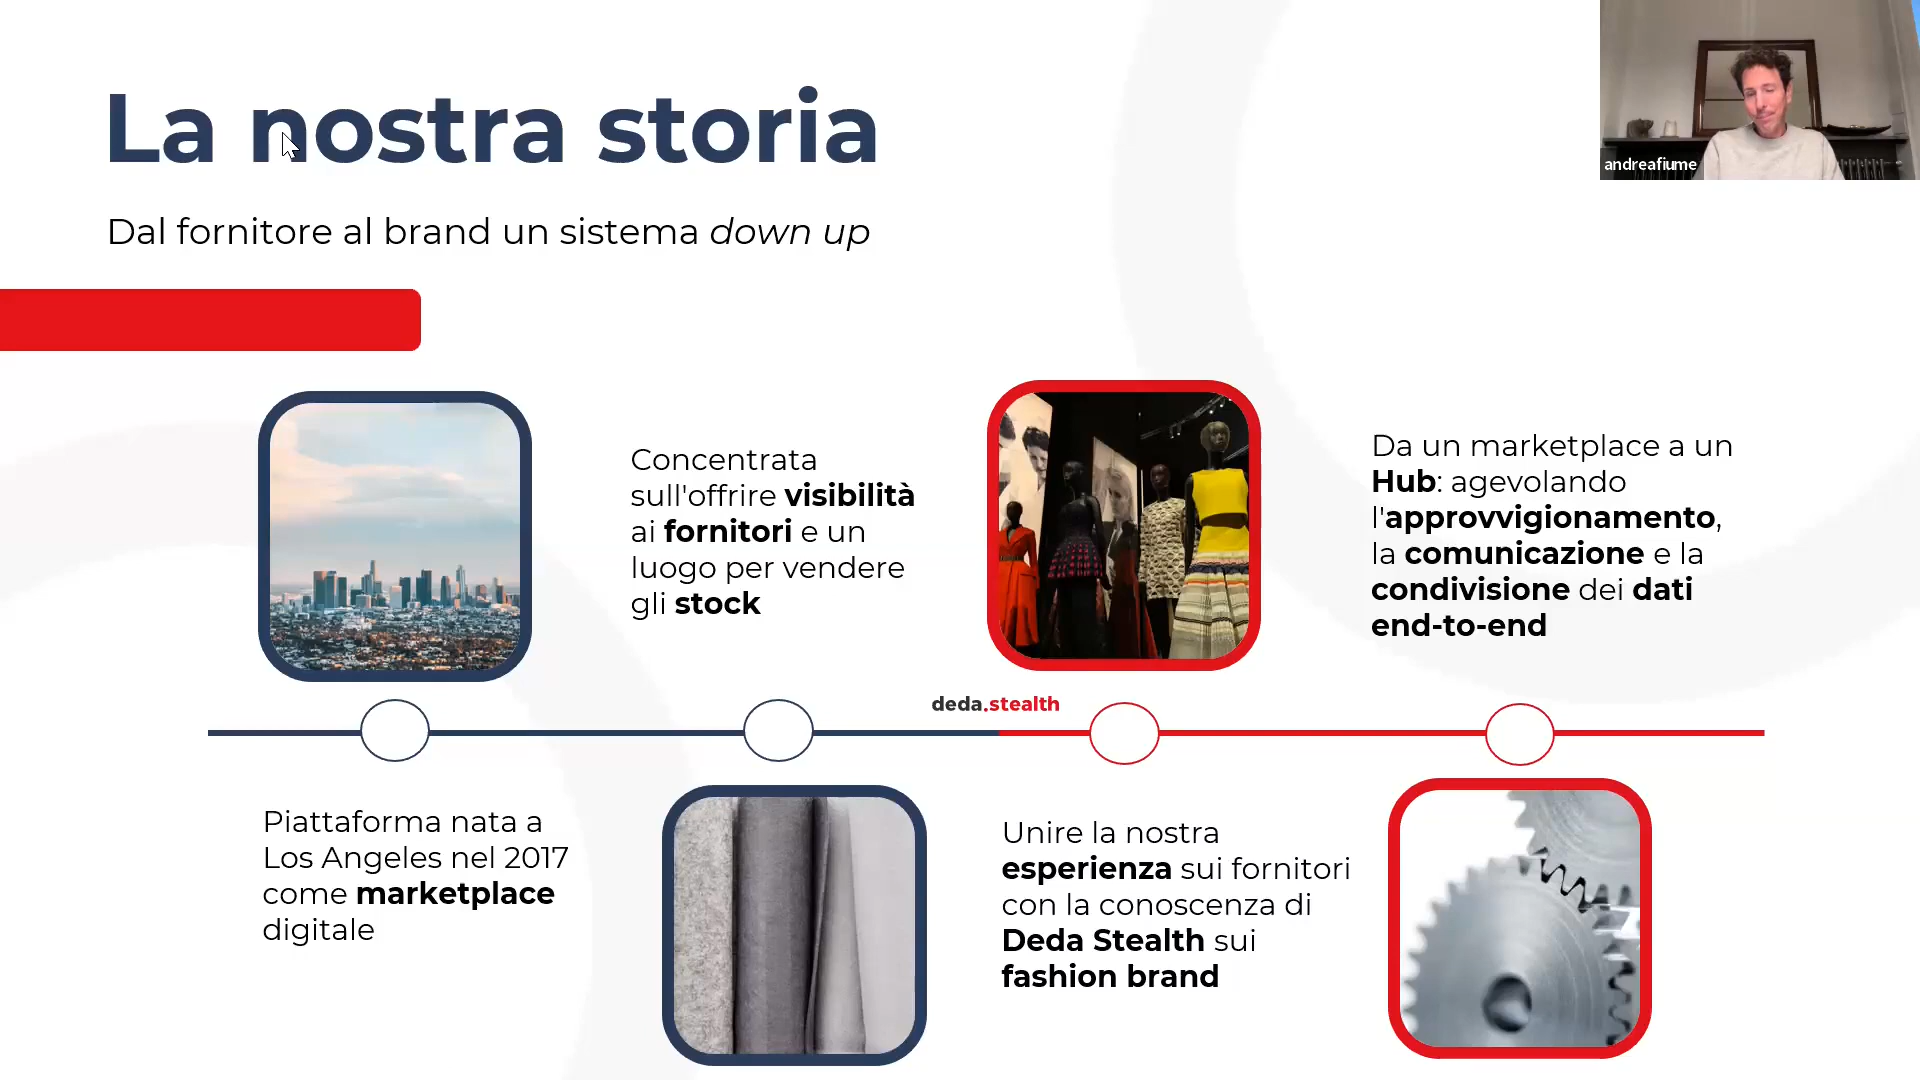 La nostra storia
Dal fornitore al brand un sistema down up
andreafiume
Concentrata
sull'offrire visibilità
ai fornitori e un
luogo per vendere
gli stock
Da un marketplace a un
Hub: agevolando
l'approvvigionamento,
la comunicazione e la
condivisione dei dati
end-to-end
deda.stealth
Piattaforma nata a
Los Angeles nel 2017
come marketplace
digitale
Unire la nostra
esperienza sui fornitori
con la conoscenza di
Deda Stealth sui
fashion brand